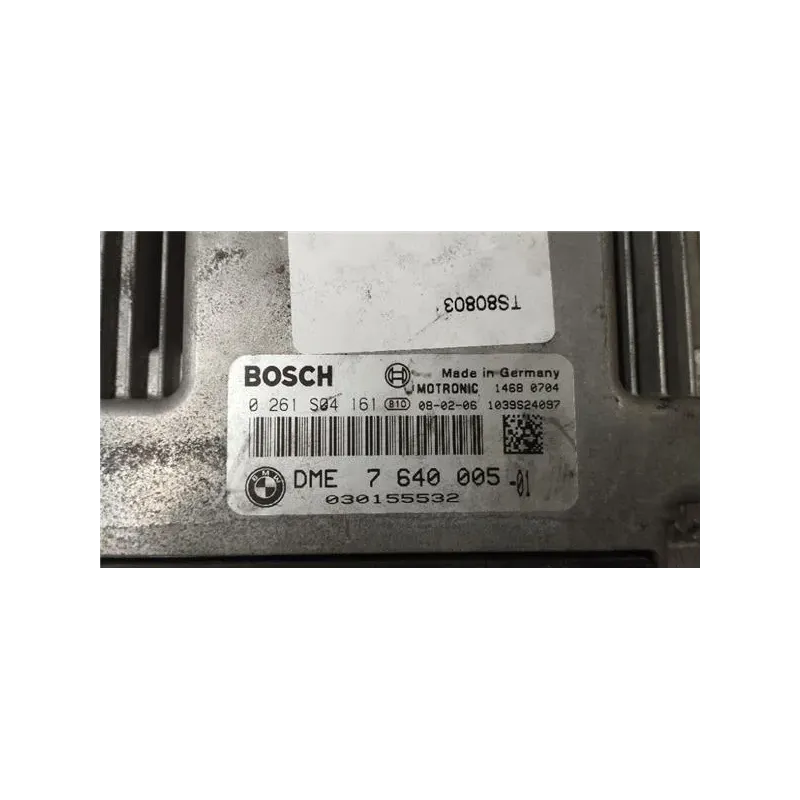 TS80803
BOSCH Made in Germany
MOTRONIC 1468 0704
0 261 S04 161 B10 08-02-06 1039S24097
BMW DME 7 640 005-01
030155532